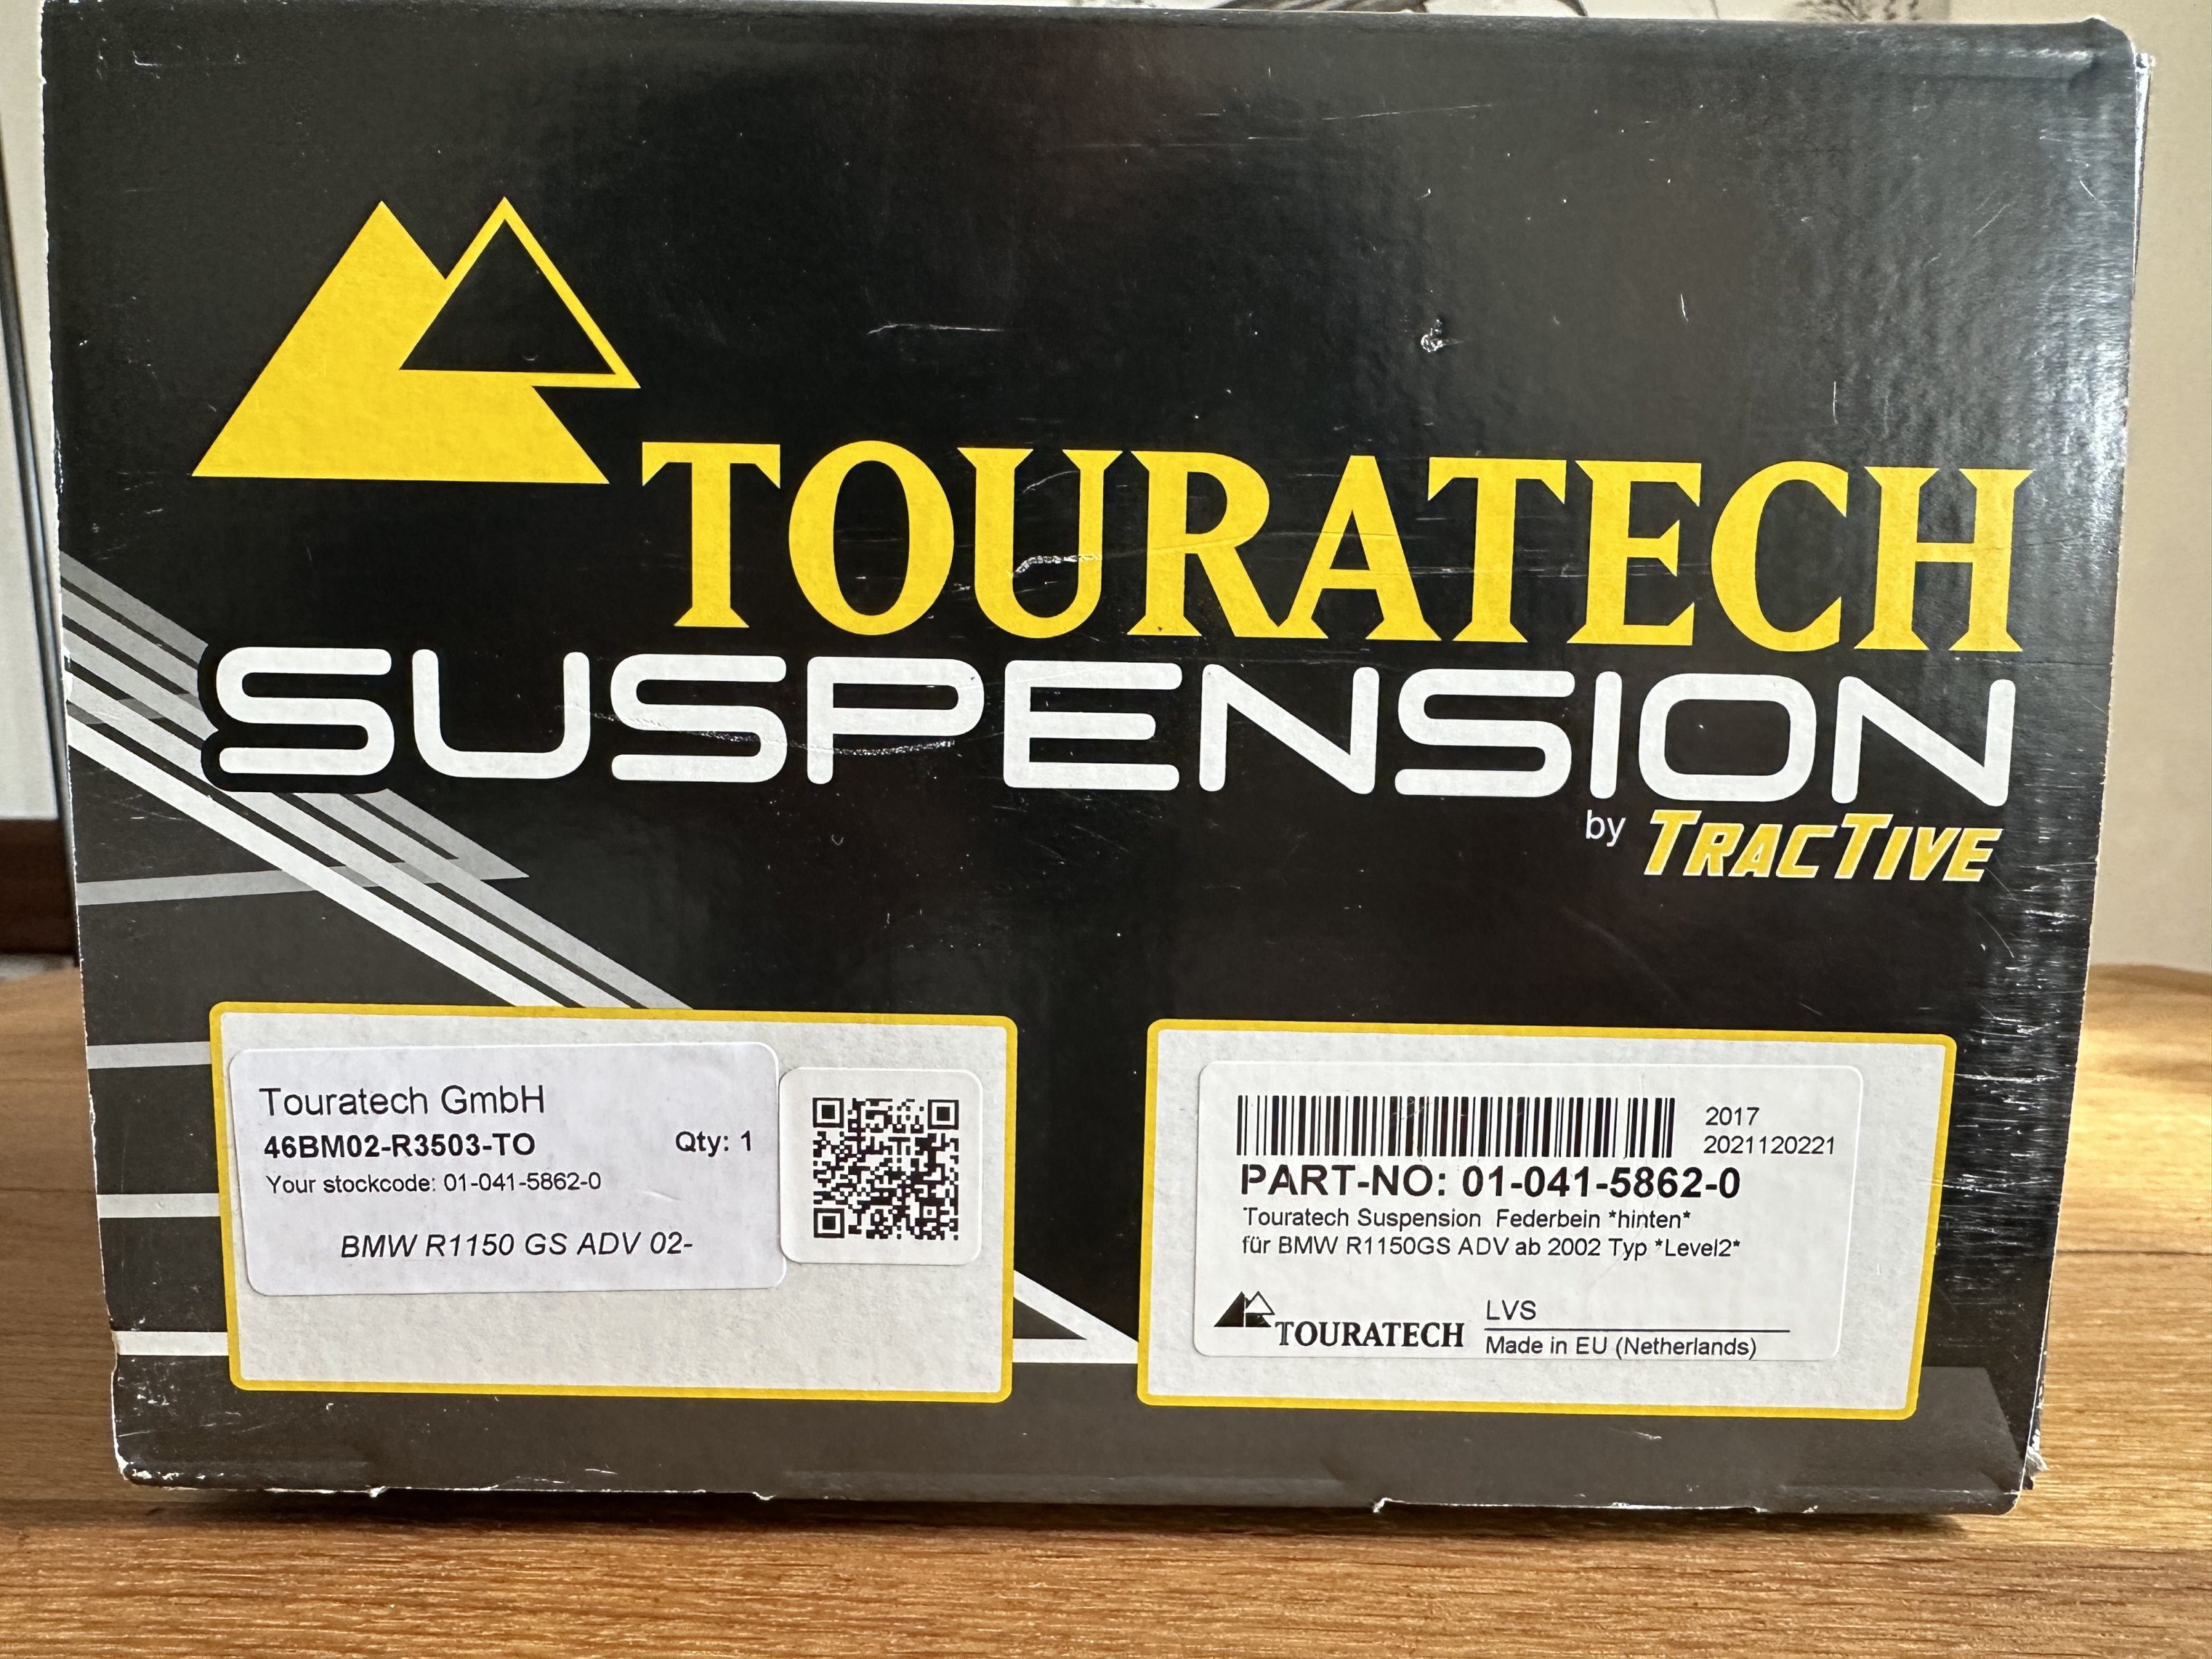 TOURATECH
SUSPENSION
by TRACTIVE
Touratech GmbH
46BM02-R3503-TO Qty: 1
Your stockcode: 01-041-5862-0
BMW R1150 GS ADV 02-
2017
2021120221
PART-NO: 01-041-5862-0
Touratech Suspension Federbein *hinten*
für BMW R1150GS ADV ab 2002 Typ *Level2*
TOURATECH
LVS
Made in EU (Netherlands)